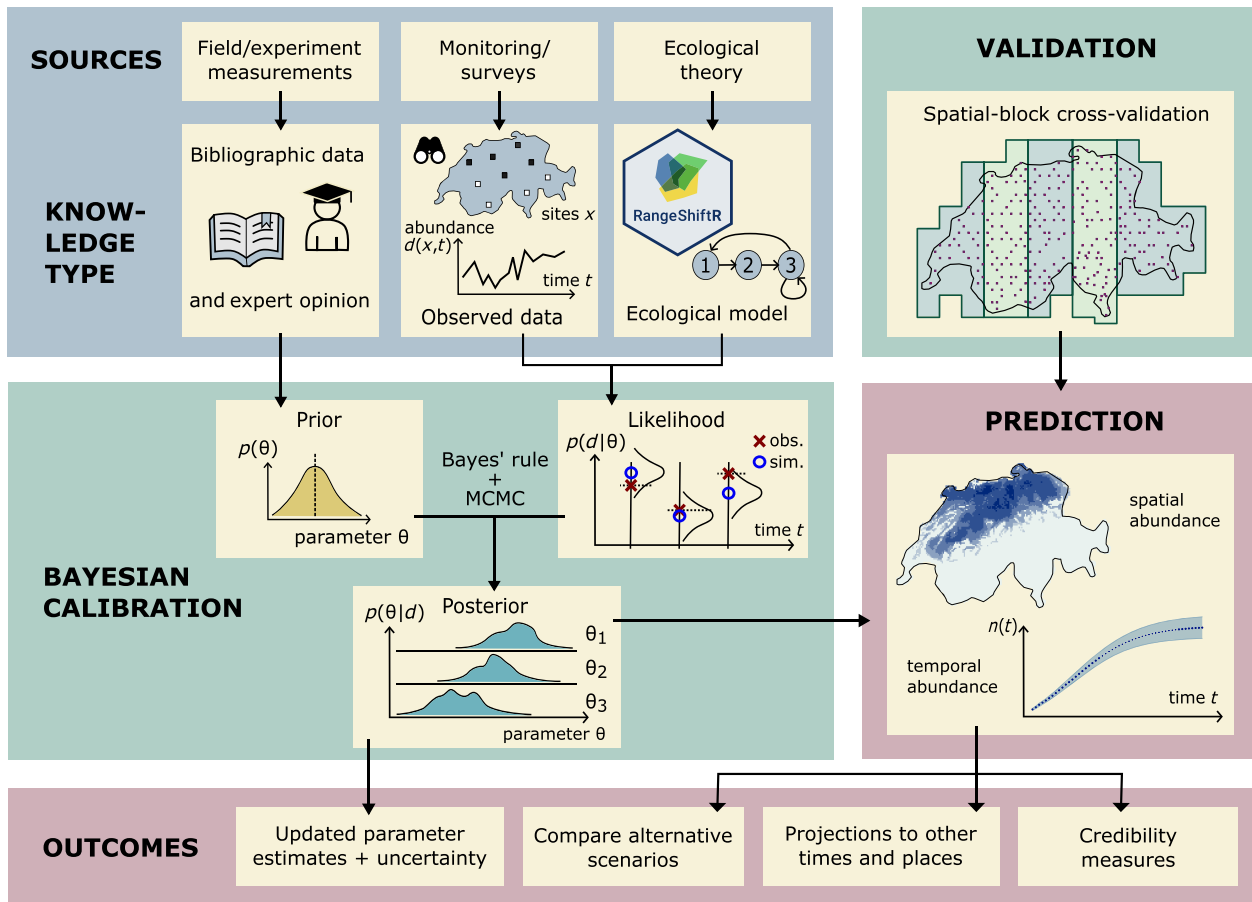 SOURCES
Field/experiment
measurements
Monitoring/
surveys
Ecological
theory
KNOW-
LEDGE
TYPE
Bibliographic data
and expert opinion
sites x
abundance
d(x,t)
time t
Observed data
RangeShiftR
1
2
3
Ecological model
VALIDATION
Spatial-block cross-validation
BAYESIAN
CALIBRATION
Prior
p(θ)
parameter θ
Bayes' rule
+
MCMC
Likelihood
p(d|θ)
obs.
sim.
time t
Posterior
p(θ|d)
θ1
θ2
θ3
parameter θ
PREDICTION
spatial
abundance
n(t)
temporal
abundance
time t
OUTCOMES
Updated parameter
estimates + uncertainty
Compare alternative
scenarios
Projections to other
times and places
Credibility
measures